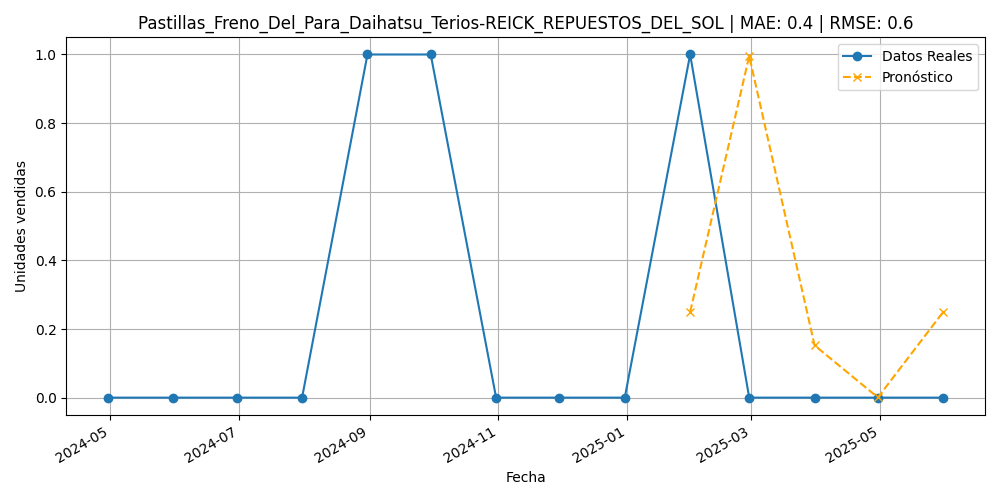 Pastillas_Freno_Del_Para_Daihatsu_Terios-REICK_REPUESTOS_DEL_SOL | MAE: 0.4 | RMSE: 0.6
Datos Reales
Pronóstico
Unidades vendidas
1.0
0.8
0.6
0.4
0.2
0.0
2024-05
2024-07
2024-09
2024-11
2025-01
2025-03
2025-05
Fecha